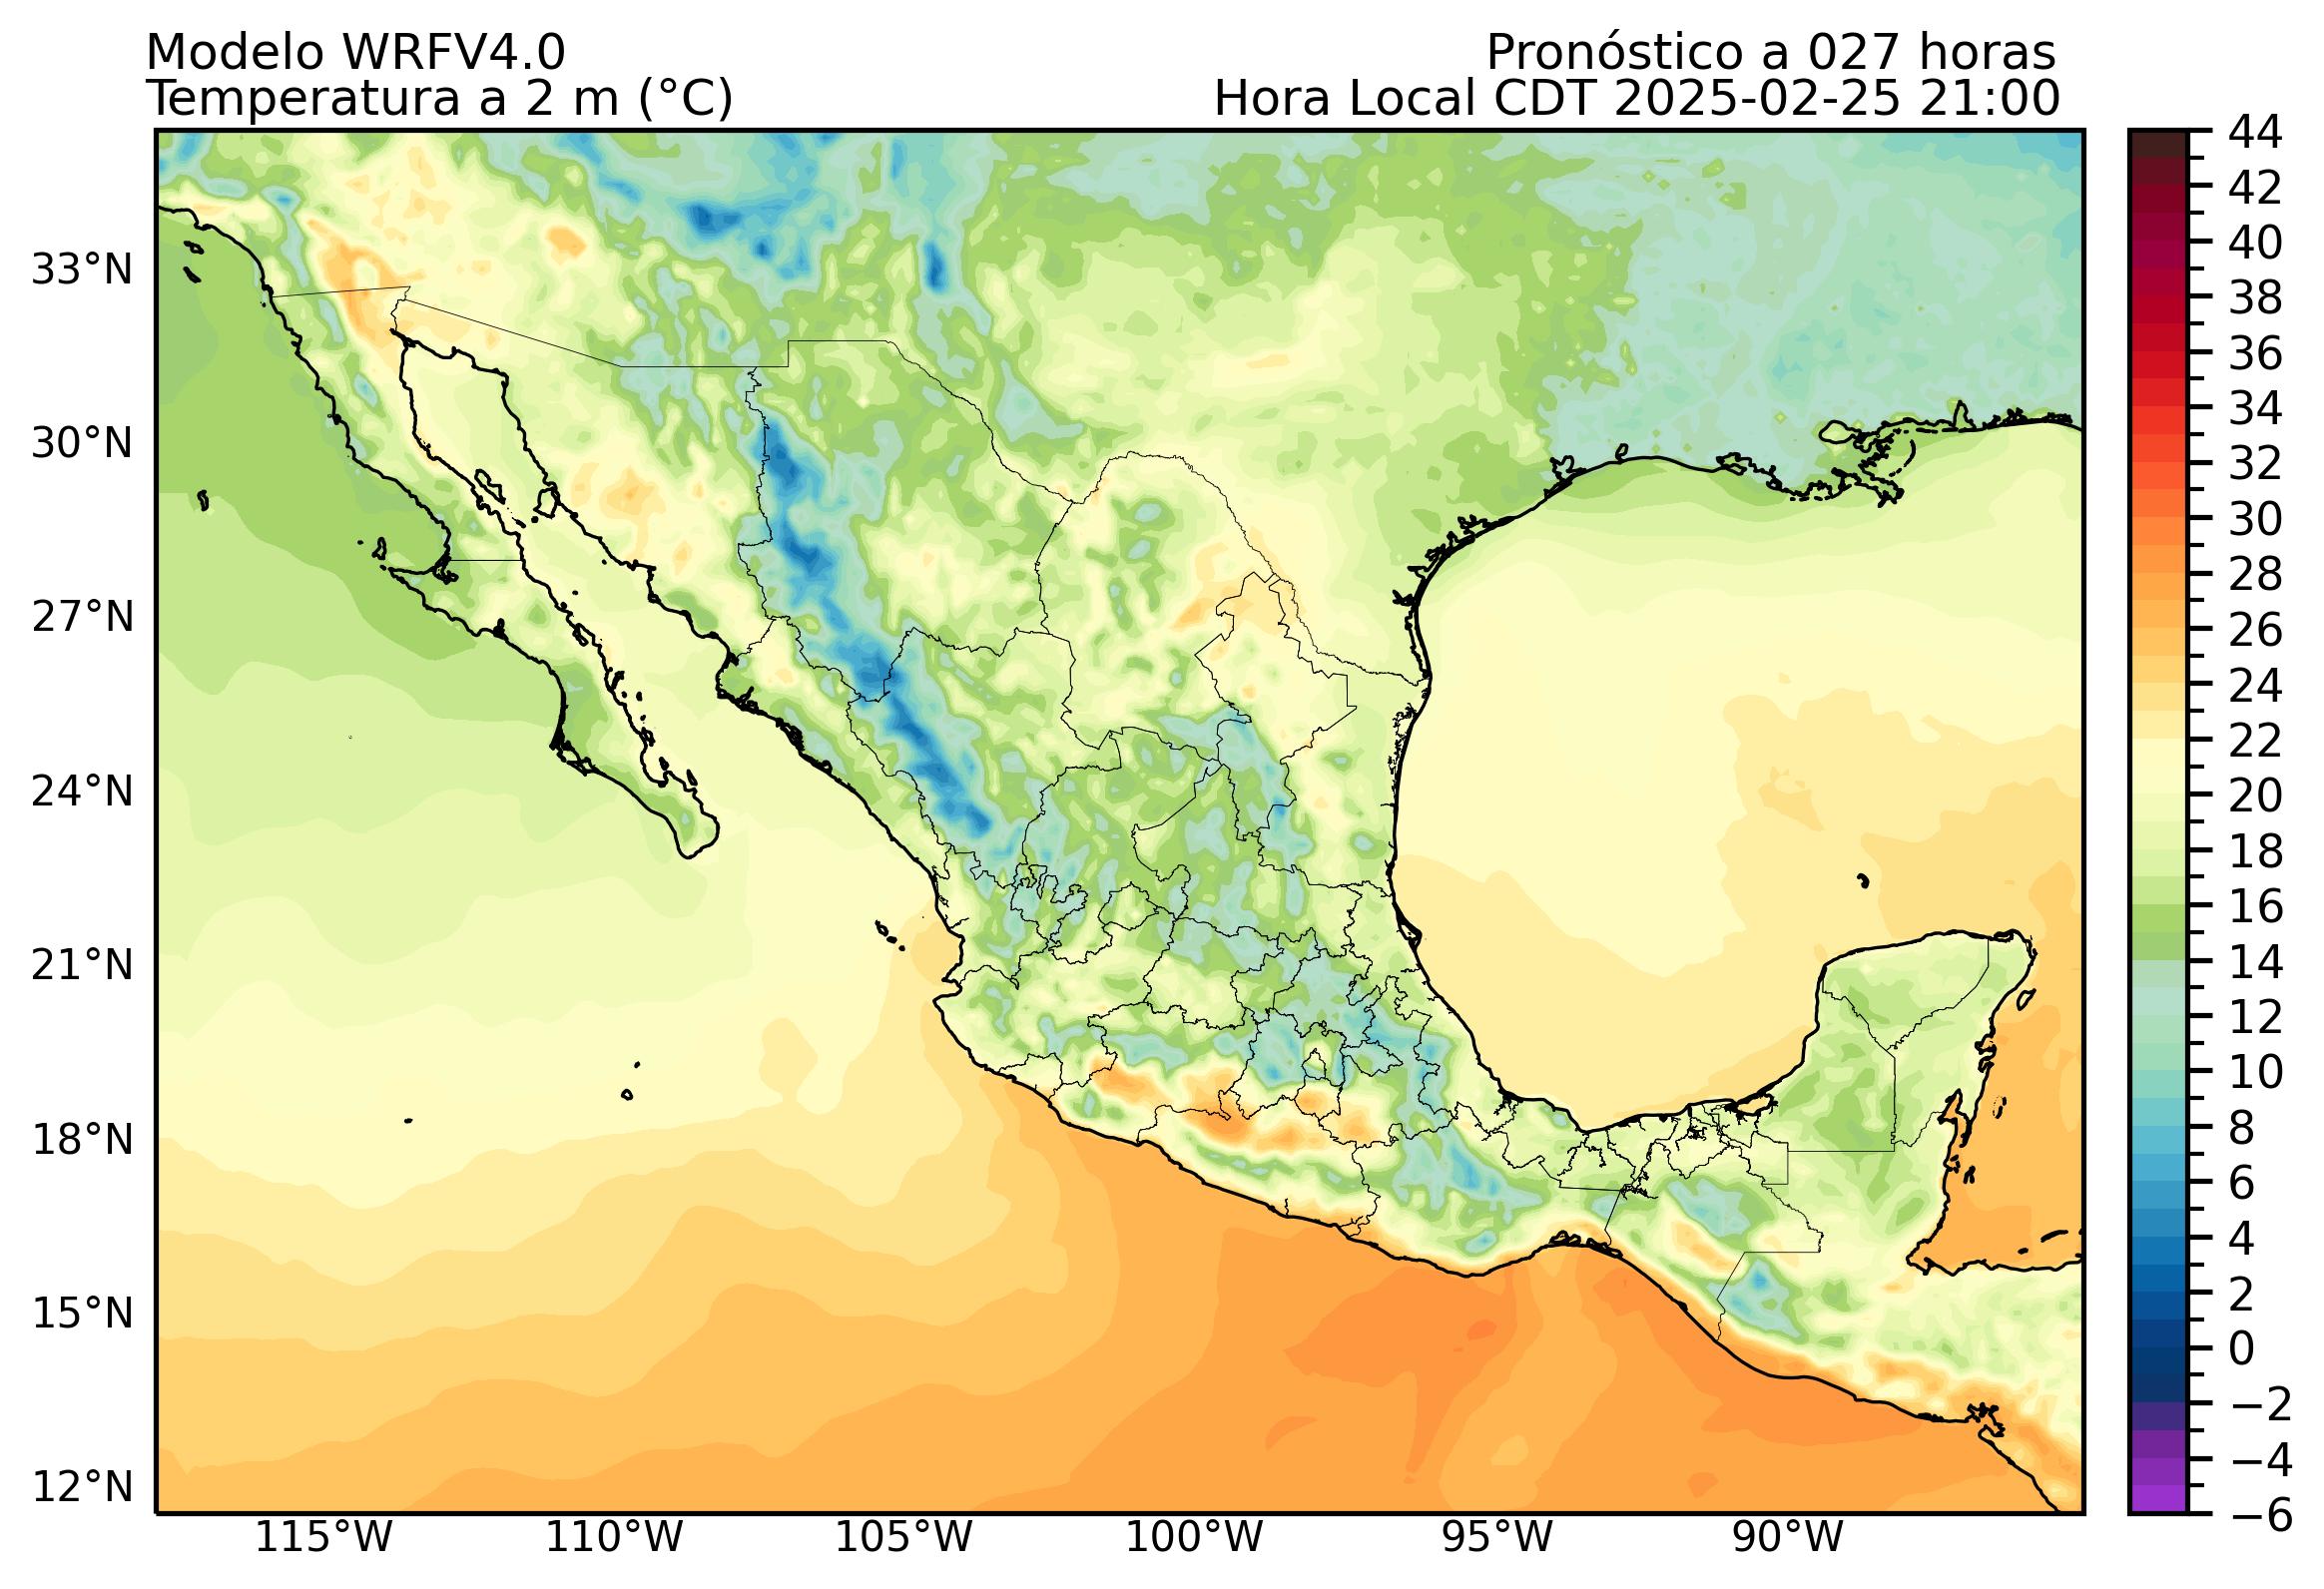 Modelo WRFV4.0
Pronóstico a 027 horas
Temperatura a 2 m (°C)
Hora Local CDT 2025-02-25 21:00
33°N
30°N
27°N
24°N
21°N
18°N
15°N
12°N
115°W
110°W
105°W
100°W
95°W
90°W
44
42
40
38
36
34
32
30
28
26
24
22
20
18
16
14
12
10
8
6
4
2
0
−2
−4
−6